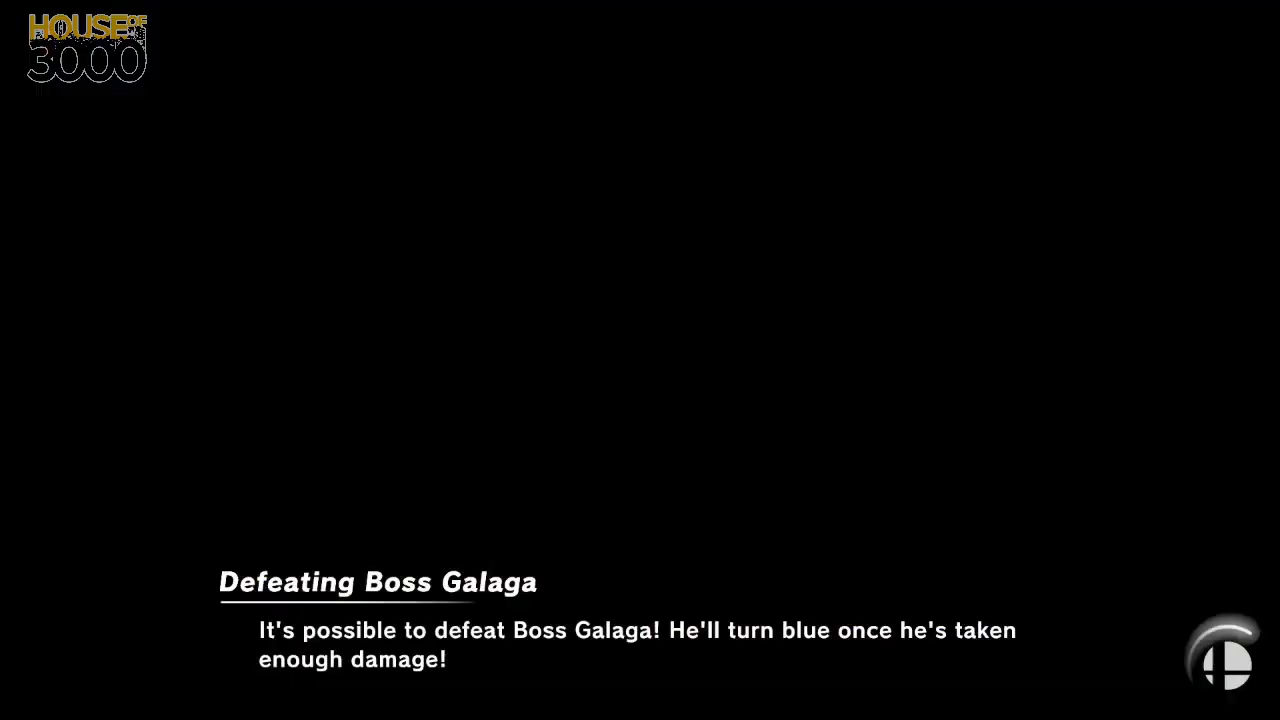 HOUSE OF
3000
Defeating Boss Galaga
It's possible to defeat Boss Galaga! He'll turn blue once he's taken
enough damage!